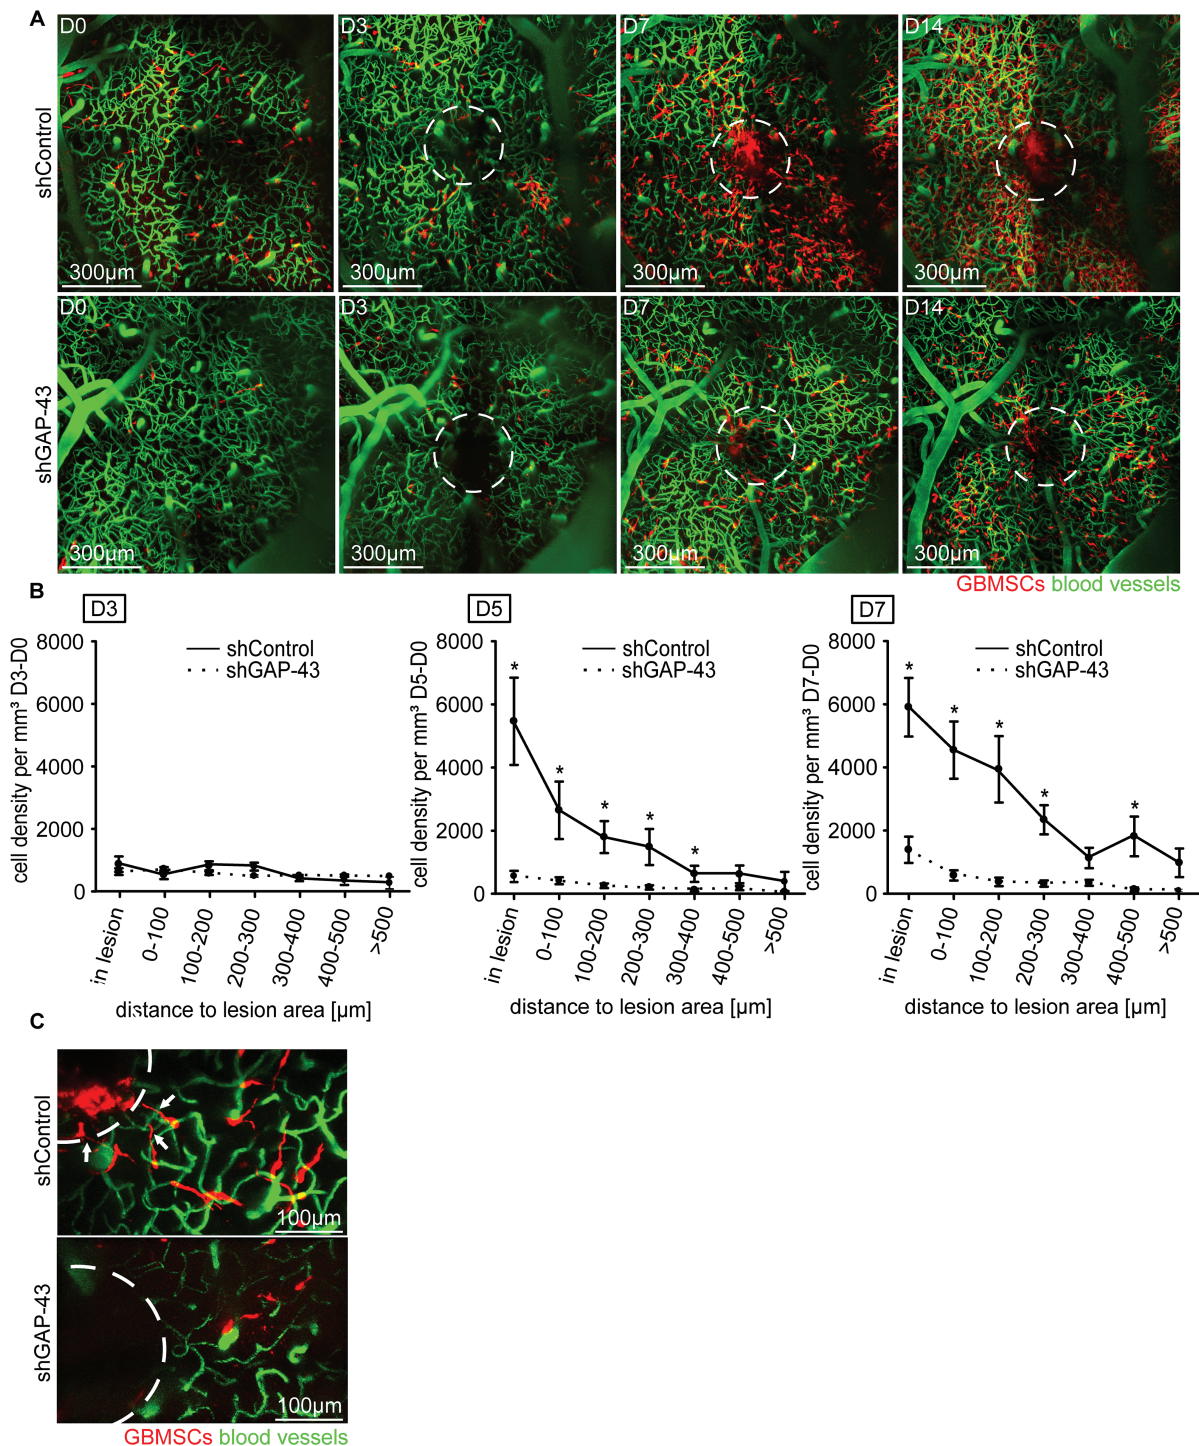 A
D0 D3 D7 D14
shControl
300µm 300µm 300µm 300µm
D0 D3 D7 D14
shGAP-43
300µm 300µm 300µm 300µm
GBMSCs blood vessels
B
D3
cell density per mm³ D3-D0
8000
6000
4000
2000
0
shControl
shGAP-43
in lesion
0-100
100-200
200-300
300-400
400-500
>500
distance to lesion area [µm]
D5
cell density per mm³ D5-D0
8000
6000
4000
2000
0
shControl
shGAP-43
*
*
*
*
*
in lesion
0-100
100-200
200-300
300-400
400-500
>500
distance to lesion area [µm]
D7
cell density per mm³ D7-D0
8000
6000
4000
2000
0
shControl
shGAP-43
*
*
*
*
*
in lesion
0-100
100-200
200-300
300-400
400-500
>500
distance to lesion area [µm]
C
shControl
100µm
shGAP-43
100µm
GBMSCs blood vessels